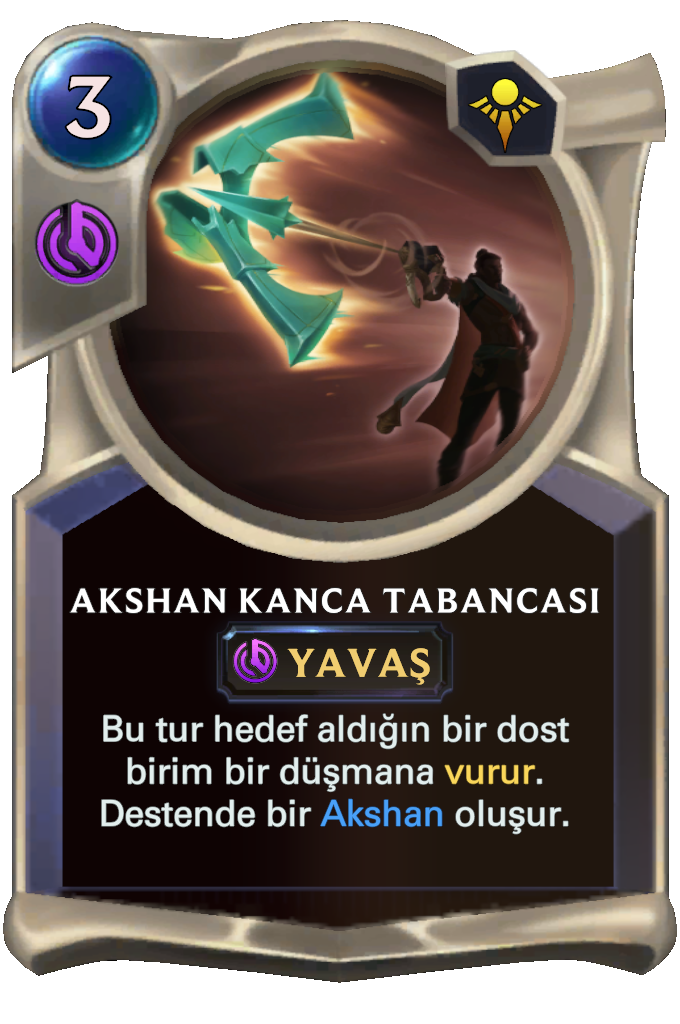 3
AKSHAN KANCA TABANCASI
YAVAŞ
Bu tur hedef aldığın bir dost
birim bir düşmana vurur.
Destende bir Akshan oluşur.